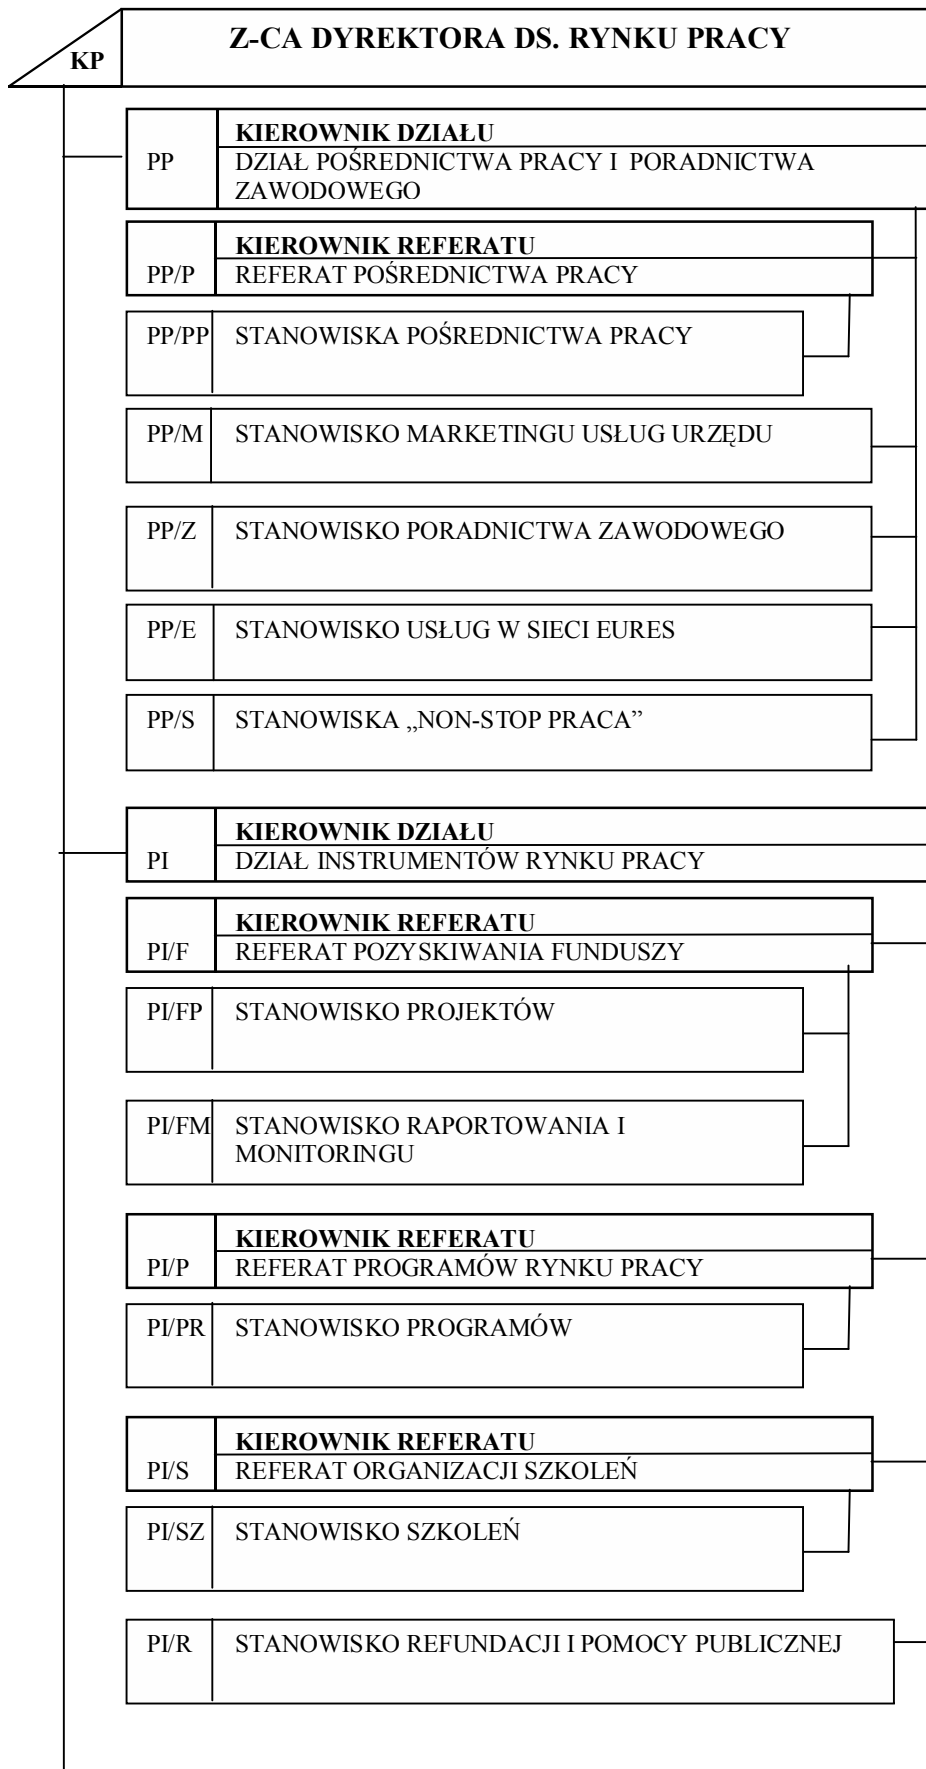 KP
Z-CA DYREKTORA DS. RYNKU PRACY
KIEROWNIK DZIAŁU
PP
DZIAŁ POŚREDNICTWA PRACY I PORADNICTWA
ZAWODOWEGO
KIEROWNIK REFERATU
PP/P
REFERAT POŚREDNICTWA PRACY
PP/PP STANOWISKA POŚREDNICTWA PRACY
PP/M STANOWISKO MARKETINGU USŁUG URZĘDU
PP/Z STANOWISKO PORADNICTWA ZAWODOWEGO
PP/E STANOWISKO USŁUG W SIECI EURES
PP/S STANOWISKA „NON-STOP PRACA”
KIEROWNIK DZIAŁU
PI DZIAŁ INSTRUMENTÓW RYNKU PRACY
KIEROWNIK REFERATU
PI/F REFERAT POZYSKIWANIA FUNDUSZY
PI/FP STANOWISKO PROJEKTÓW
PI/FM STANOWISKO RAPORTOWANIA I
MONITORINGU
KIEROWNIK REFERATU
PI/P REFERAT PROGRAMÓW RYNKU PRACY
PI/PR STANOWISKO PROGRAMÓW
KIEROWNIK REFERATU
PI/S REFERAT ORGANIZACJI SZKOLEŃ
PI/SZ STANOWISKO SZKOLEŃ
PI/R STANOWISKO REFUNDACJI I POMOCY PUBLICZNEJ